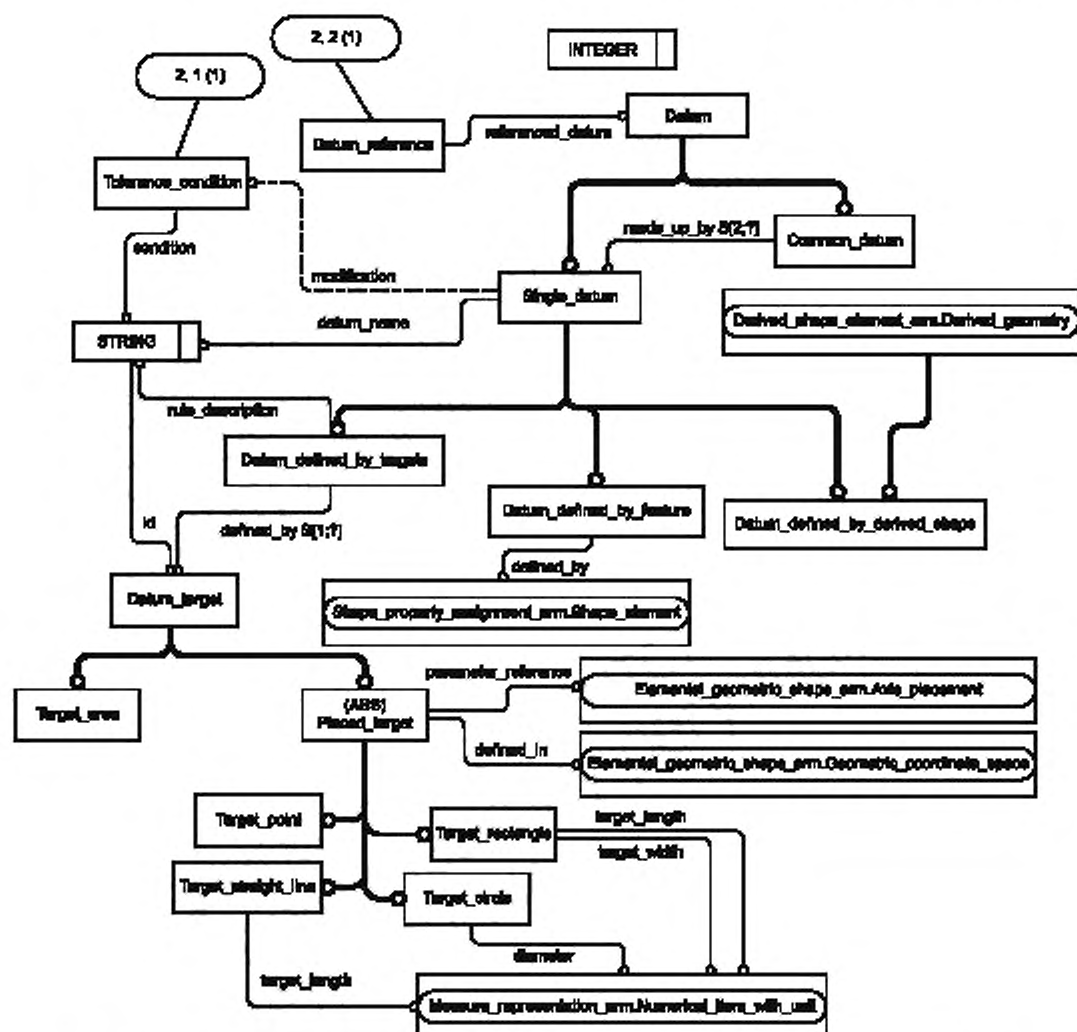 2, 2 (1)
2, 1 (1)
INTEGER
Datum
Datum_reference
referenced_datum
Tolerance_condition
made_up_by S[2:?]
Common_datum
condition
modification
Single_datum
datum_name
Derived_shape_element_arm.Derived_geometry
STRING
rule_description
Datum_defined_by_targets
Datum_defined_by_feature
Datum_defined_by_derived_shape
id
defined_by S[1:?]
defined_by
Datum_target
Shape_property_assignment_arm.Shape_element
parameter_reference
Elemental_geometric_shape_arm.Axis_placement
Target_area
(ABS)
Placed_target
defined_in
Elemental_geometric_shape_arm.Geometric_coordinate_space
Target_point
Target_rectangle
target_length
target_width
Target_straight_line
Target_circle
diameter
target_length
Measure_representation_arm.Numerical_item_with_unit